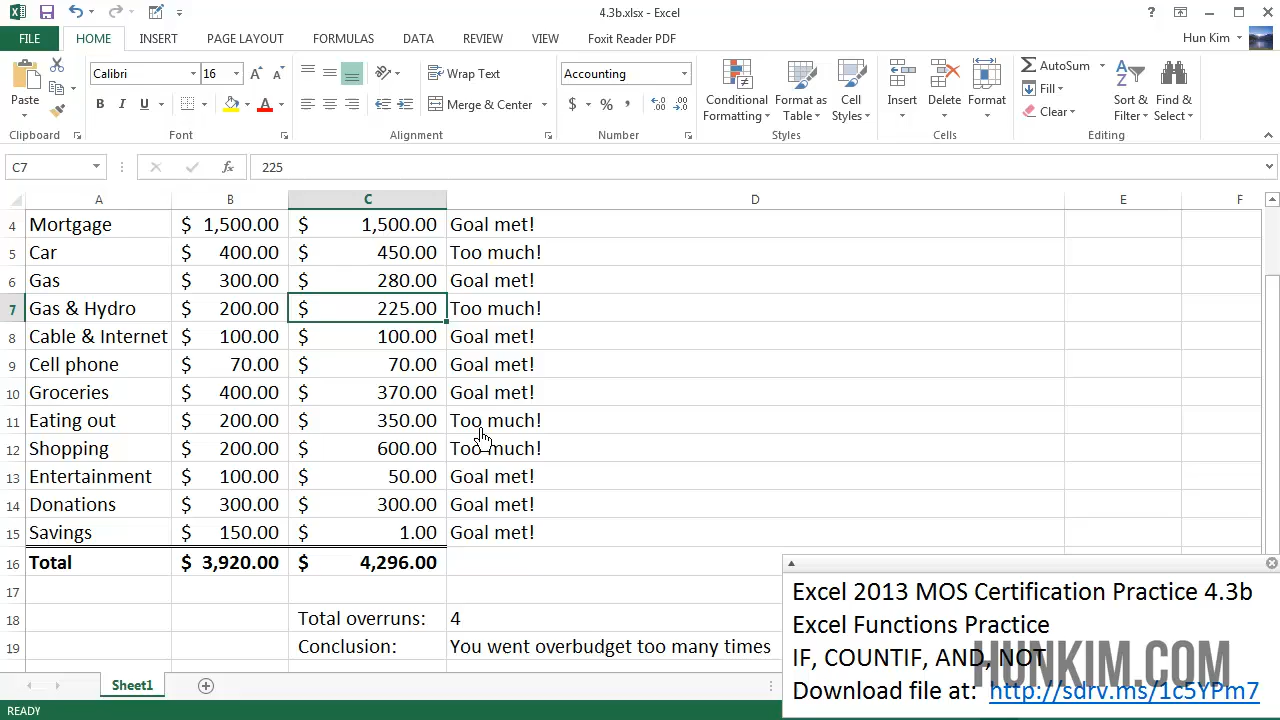 4.3b.xlsx - Excel
?
FILE HOME INSERT PAGE LAYOUT FORMULAS DATA REVIEW VIEW Foxit Reader PDF Hun Kim
Paste
Calibri 16
B I U A
Wrap Text
Merge & Center
Accounting
$ % ,
Conditional Formatting
Format as Table
Cell Styles
Insert
Delete
Format
AutoSum
Fill
Clear
Sort & Filter
Find & Select
Clipboard Font Alignment Number Styles Cells Editing
C7 fx 225
A B C D E F
4 Mortgage $ 1,500.00 $ 1,500.00 Goal met!
5 Car $ 400.00 $ 450.00 Too much!
6 Gas $ 300.00 $ 280.00 Goal met!
7 Gas & Hydro $ 200.00 $ 225.00 Too much!
8 Cable & Internet $ 100.00 $ 100.00 Goal met!
9 Cell phone $ 70.00 $ 70.00 Goal met!
10 Groceries $ 400.00 $ 370.00 Goal met!
11 Eating out $ 200.00 $ 350.00 Too much!
12 Shopping $ 200.00 $ 600.00 Too much!
13 Entertainment $ 100.00 $ 50.00 Goal met!
14 Donations $ 300.00 $ 300.00 Goal met!
15 Savings $ 150.00 $ 1.00 Goal met!
16 Total $ 3,920.00 $ 4,296.00
17
18 Total overruns: 4
19 Conclusion: You went overbudget too many times
Excel 2013 MOS Certification Practice 4.3b
Excel Functions Practice
IF, COUNTIF, AND, NOT
HUNKIM.COM
Download file at: http://sdrv.ms/1c5YPm7
Sheet1
READY